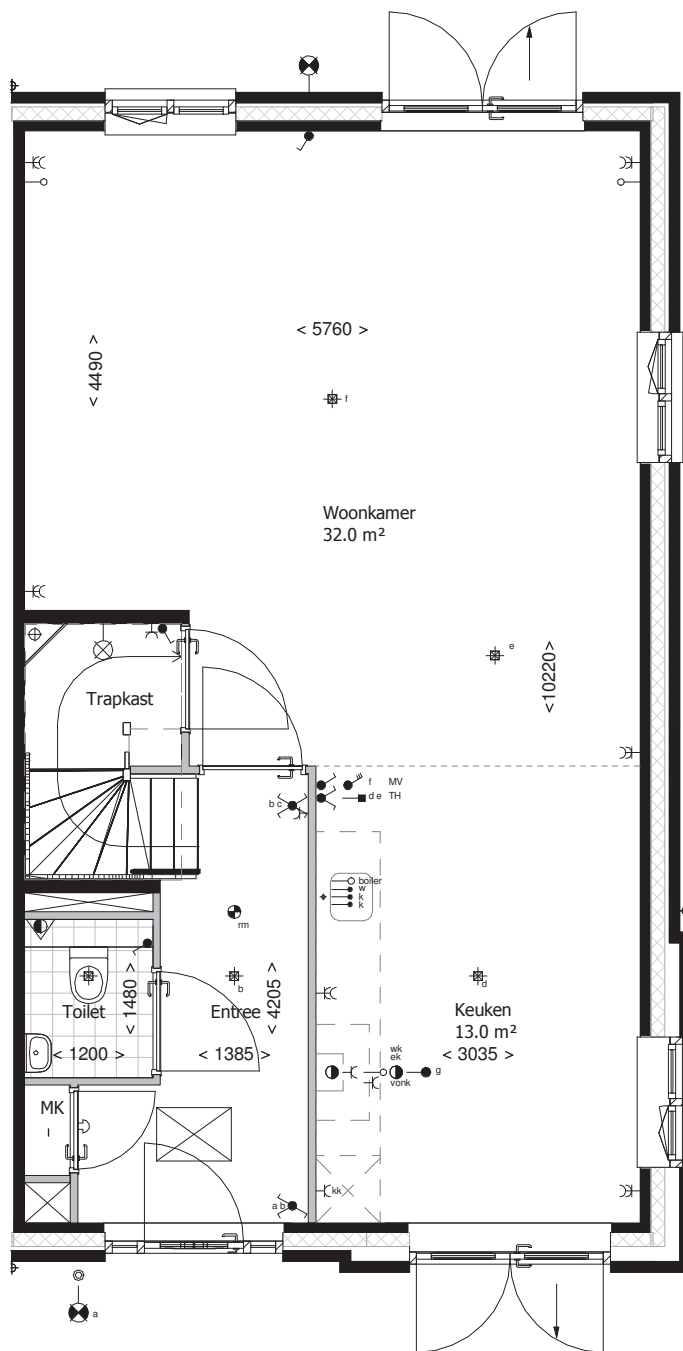 < 5760 >
< 4490 >
f
Woonkamer
32.0 m²
e
<10220>
Trapkast
f MV
d e TH
b c
boiler
w
k
k
rm
b
d
Toilet
< 1480 >
Entree
< 4205 >
Keuken
13.0 m²
< 1200 >
< 1385 >
< 3035 >
wk
ek
g
vonk
MK
kk
a b
a